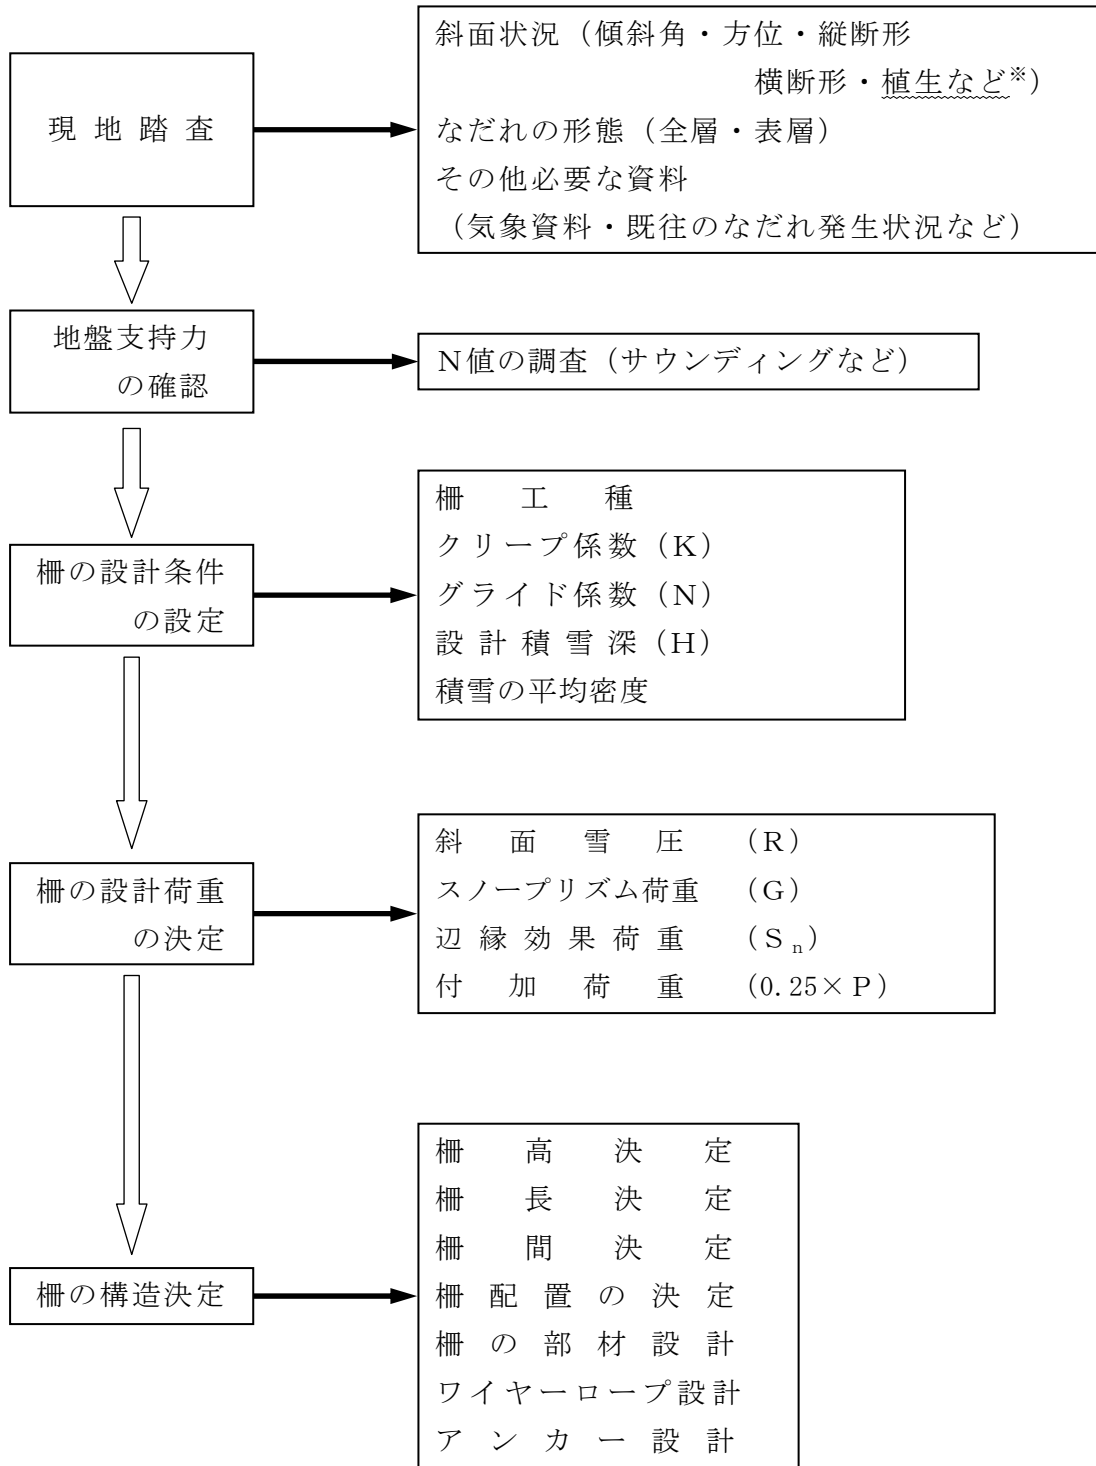 現地踏査
斜面状況（傾斜角・方位・縦断形
横断形・植生など※）
なだれの形態（全層・表層）
その他必要な資料
（気象資料・既往のなだれ発生状況など）
地盤支持力
の確認
Ｎ値の調査（サウンディングなど）
柵の設計条件
の設定
柵工種
クリープ係数（Ｋ）
グライド係数（Ｎ）
設計積雪深（Ｈ）
積雪の平均密度
柵の設計荷重
の決定
斜面雪圧（Ｒ）
スノープリズム荷重（Ｇ）
辺縁効果荷重（Ｓn）
付加荷重（0.25×Ｐ）
柵の構造決定
柵高決定
柵長決定
柵間決定
柵配置の決定
柵の部材設計
ワイヤーロープ設計
アンカー設計